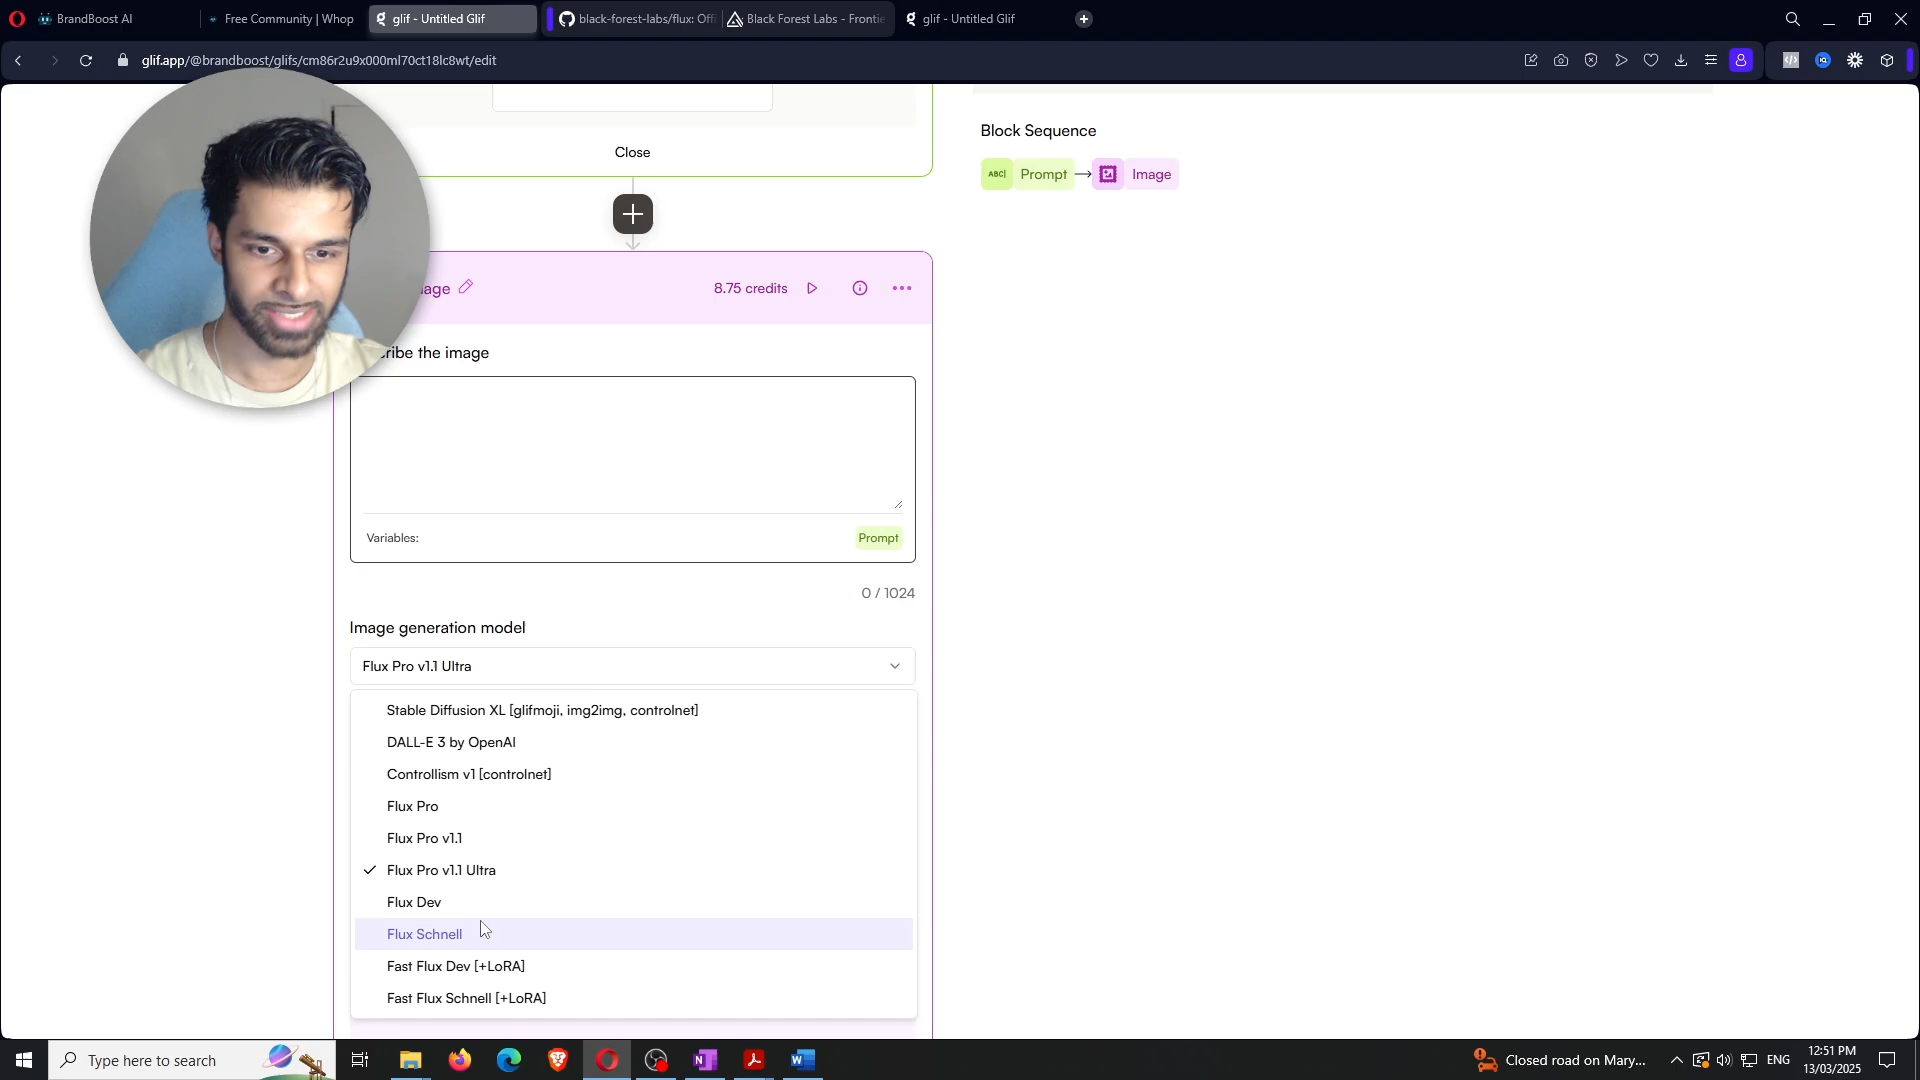 BrandBoost AI
Free Community | Whop
glif - Untitled Glif
black-forest-labs/flux: Offi
Black Forest Labs - Frontie
glif - Untitled Glif
glif.app/@brandboost/glifs/cm86r2u9x000ml70ct18lc8wt/edit
Close
Block Sequence
ABC| Prompt → Image
age 8.75 credits
ribe the image
Variables: Prompt
0 / 1024
Image generation model
Flux Pro v1.1 Ultra
Stable Diffusion XL [glifmoji, img2img, controlnet]
DALL-E 3 by OpenAI
Controllism v1 [controlnet]
Flux Pro
Flux Pro v1.1
Flux Pro v1.1 Ultra
Flux Dev
Flux Schnell
Fast Flux Dev [+LoRA]
Fast Flux Schnell [+LoRA]
Type here to search
Closed road on Mary...
ENG
12:51 PM
13/03/2025